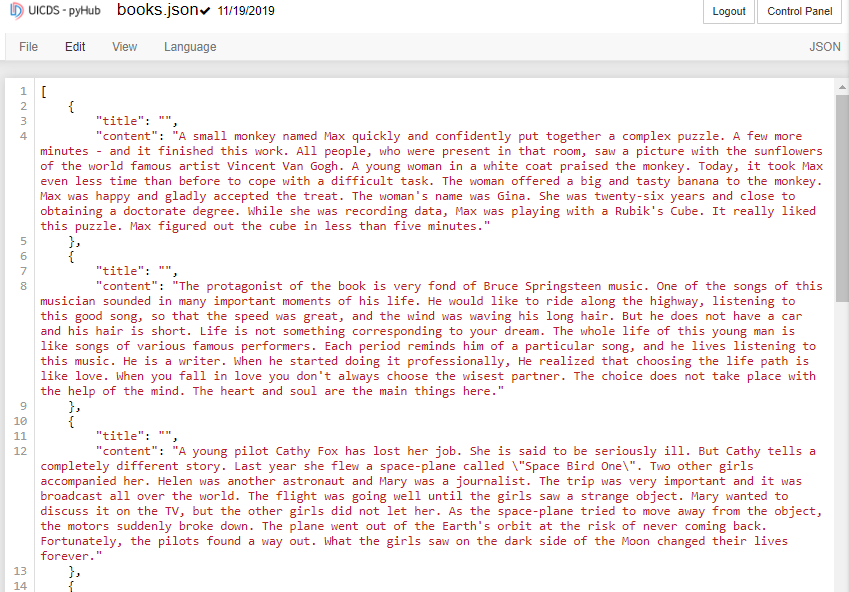 UICDS - pyHub books.json✔ 11/19/2019 Logout Control Panel
File Edit View Language JSON
1 [
2 {
3 "title": "",
4 "content": "A small monkey named Max quickly and confidently put together a complex puzzle. A few more
minutes - and it finished this work. All people, who were present in that room, saw a picture with the sunflowers
of the world famous artist Vincent Van Gogh. A young woman in a white coat praised the monkey. Today, it took Max
even less time than before to cope with a difficult task. The woman offered a big and tasty banana to the monkey.
Max was happy and gladly accepted the treat. The woman's name was Gina. She was twenty-six years and close to
obtaining a doctorate degree. While she was recording data, Max was playing with a Rubik's Cube. It really liked
this puzzle. Max figured out the cube in less than five minutes."
5 },
6 {
7 "title": "",
8 "content": "The protagonist of the book is very fond of Bruce Springsteen music. One of the songs of this
musician sounded in many important moments of his life. He would like to ride along the highway, listening to
this good song, so that the speed was great, and the wind was waving his long hair. But he does not have a car
and his hair is short. Life is not something corresponding to your dream. The whole life of this young man is
like songs of various famous performers. Each period reminds him of a particular song, and he lives listening to
this music. He is a writer. When he started doing it professionally, He realized that choosing the life path is
like love. When you fall in love you don't always choose the wisest partner. The choice does not take place with
the help of the mind. The heart and soul are the main things here."
9 },
10 {
11 "title": "",
12 "content": "A young pilot Cathy Fox has lost her job. She is said to be seriously ill. But Cathy tells a
completely different story. Last year she flew a space-plane called \"Space Bird One\". Two other girls
accompanied her. Helen was another astronaut and Mary was a journalist. The trip was very important and it was
broadcast all over the world. The flight was going well until the girls saw a strange object. Mary wanted to
discuss it on the TV, but the other girls did not let her. As the space-plane tried to move away from the object,
the motors suddenly broke down. The plane went out of the Earth's orbit at the risk of never coming back.
Fortunately, the pilots found a way out. What the girls saw on the dark side of the Moon changed their lives
forever."
13 },
14 {